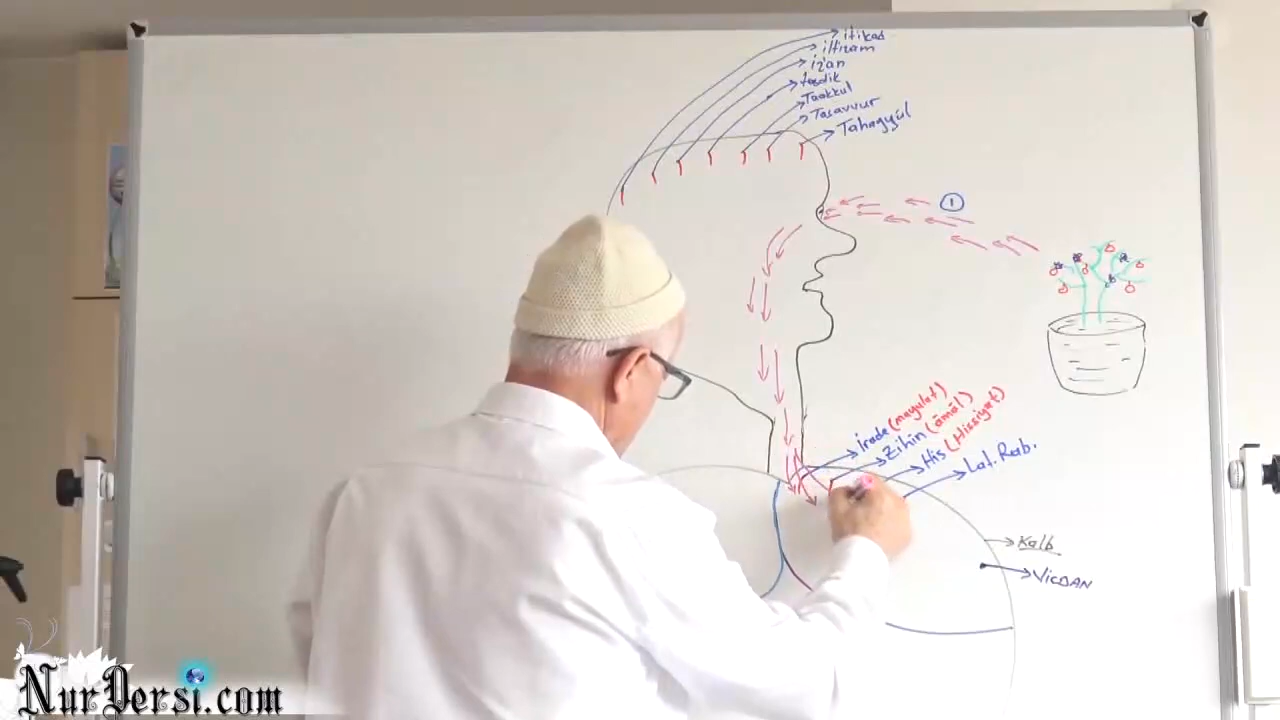 itikad
iltizam
iz'an
tasdik
Taakkul
Tasavvur
Tahayyül
1
İrade (meyulat)
Zihin (âmâl)
His (Hissiyat)
Lat. Rab.
Kalb
VicDAN
NurDersi.com